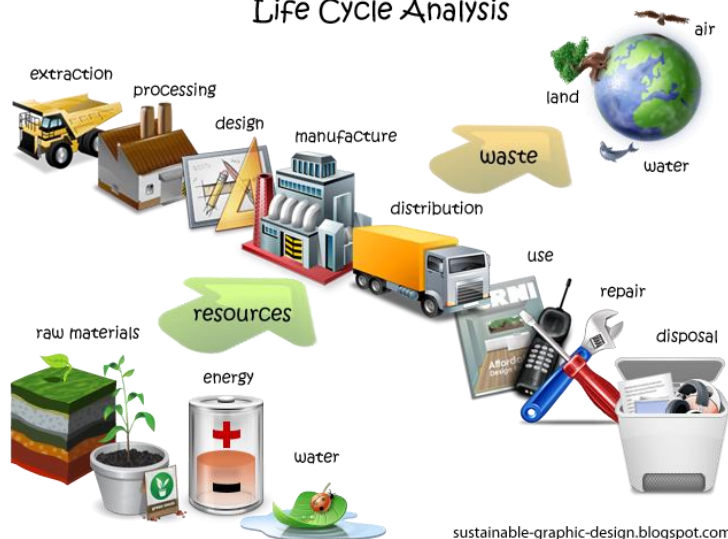 Life Cycle Analysis
air
extraction
processing
land
design
manufacture
waste
water
distribution
use
repair
resources
raw materials
disposal
energy
water
sustainable-graphic-design.blogspot.com